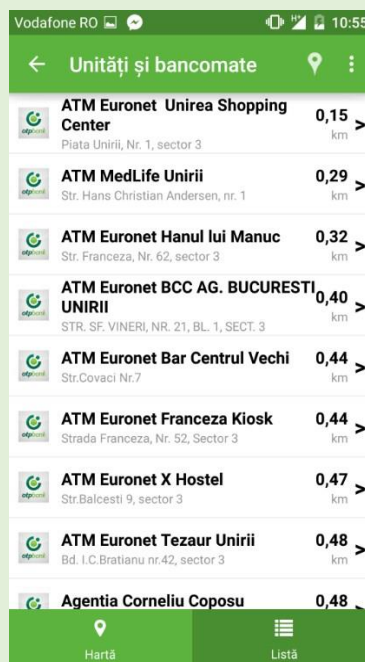 Vodafone RO
10:55
Unități și bancomate
ATM Euronet Unirea Shopping
Center
Piata Unirii, Nr. 1, sector 3
0,15
km
ATM MedLife Unirii
Str. Hans Christian Andersen, nr. 1
0,29
km
ATM Euronet Hanul lui Manuc
Str. Franceza, Nr. 62, sector 3
0,32
km
ATM Euronet BCC AG. BUCURESTI
UNIRII
STR. SF. VINERI, NR. 21, BL. 1, SECT. 3
0,40
km
ATM Euronet Bar Centrul Vechi
Str.Covaci Nr.7
0,44
km
ATM Euronet Franceza Kiosk
Strada Franceza, Nr. 52, Sector 3
0,44
km
ATM Euronet X Hostel
Str.Balcesti 9, sector 3
0,47
km
ATM Euronet Tezaur Unirii
Bd. I.C.Bratianu nr.42, sector 3
0,48
km
Agentia Corneliu Coposu
0,48
Hartă
Listă